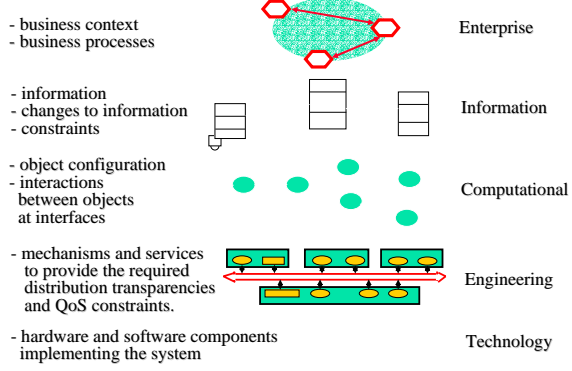 - business context
- business processes
Enterprise
- information
- changes to information
- constraints
Information
- object configuration
- interactions
between objects
at interfaces
Computational
- mechanisms and services
to provide the required
distribution transparencies
and QoS constraints.
Engineering
- hardware and software components
implementing the system
Technology